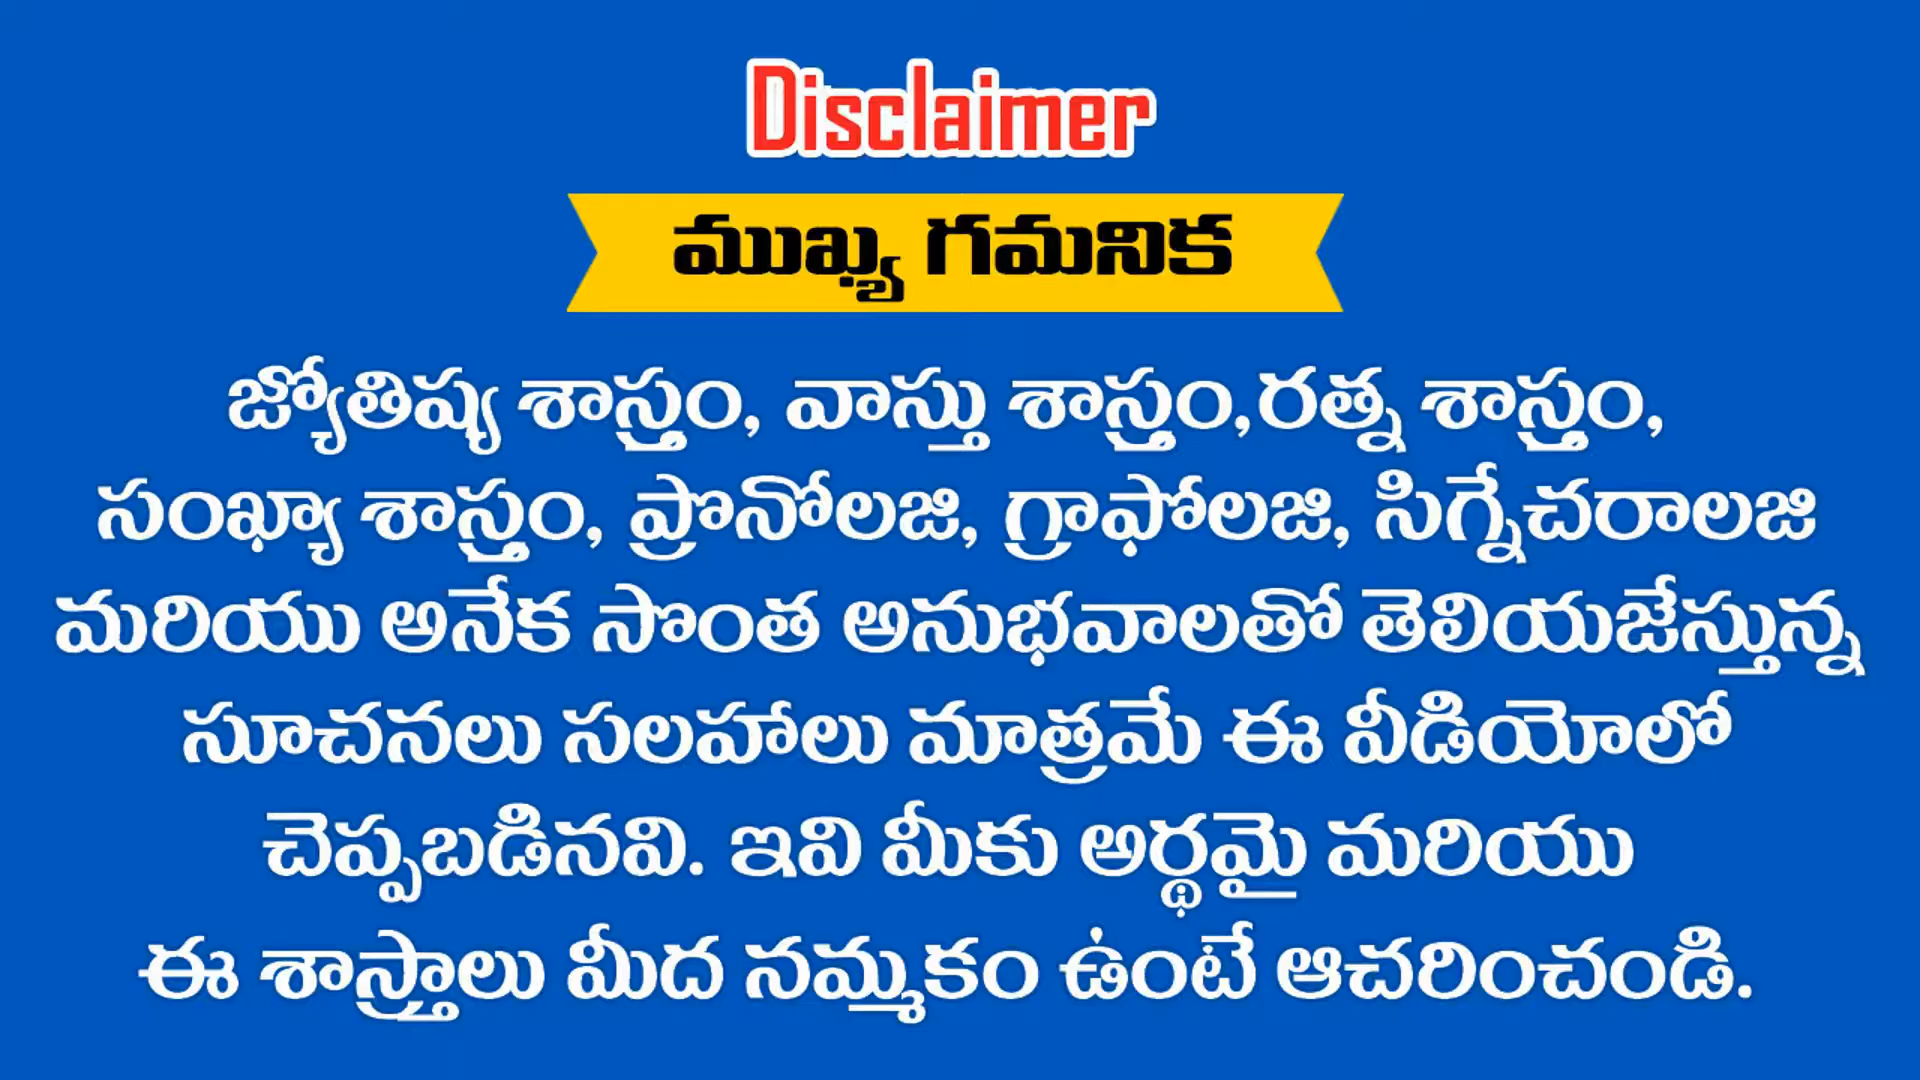 Disclaimer
ముఖ్య గమనిక
జ్యోతిష్య శాస్త్రం, వాస్తు శాస్త్రం,రత్న శాస్త్రం,
సంఖ్యా శాస్త్రం, ప్రొనోలజి, గ్రాఫోలజి, సిగ్నేచరాలజి
మరియు అనేక సొంత అనుభవాలతో తెలియజేస్తున్న
సూచనలు సలహాలు మాత్రమే ఈ వీడియోలో
చెప్పబడినవి. ఇవి మీకు అర్థమై మరియు
ఈ శాస్త్రాలు మీద నమ్మకం ఉంటే ఆచరించండి.